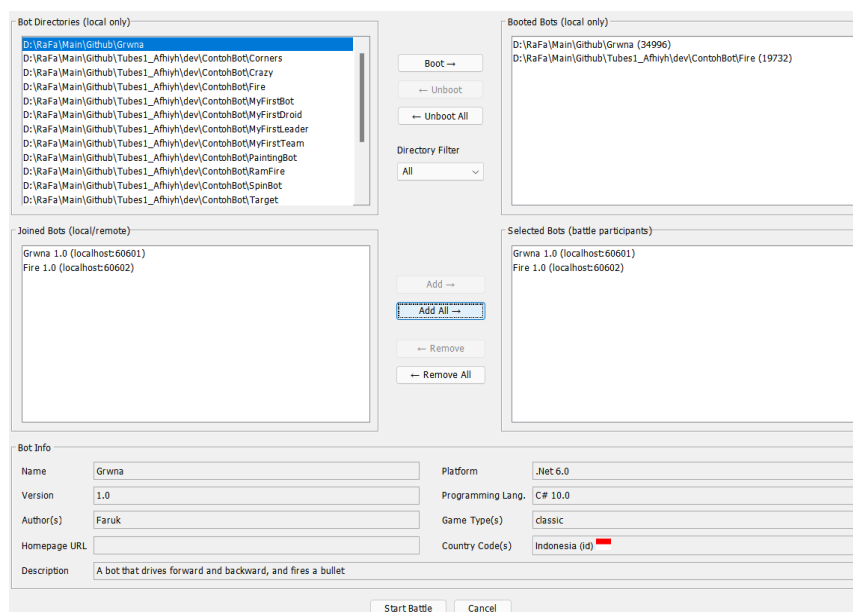 Bot Directories (local only)
D:\RaFa\Main\Github\Grwna
D:\RaFa\Main\Github\Tubes1_Afhiyh\dev\ContohBot\Corners
D:\RaFa\Main\Github\Tubes1_Afhiyh\dev\ContohBot\Crazy
D:\RaFa\Main\Github\Tubes1_Afhiyh\dev\ContohBot\Fire
D:\RaFa\Main\Github\Tubes1_Afhiyh\dev\ContohBot\MyFirstBot
D:\RaFa\Main\Github\Tubes1_Afhiyh\dev\ContohBot\MyFirstDroid
D:\RaFa\Main\Github\Tubes1_Afhiyh\dev\ContohBot\MyFirstLeader
D:\RaFa\Main\Github\Tubes1_Afhiyh\dev\ContohBot\MyFirstTeam
D:\RaFa\Main\Github\Tubes1_Afhiyh\dev\ContohBot\PaintingBot
D:\RaFa\Main\Github\Tubes1_Afhiyh\dev\ContohBot\RamFire
D:\RaFa\Main\Github\Tubes1_Afhiyh\dev\ContohBot\SpinBot
D:\RaFa\Main\Github\Tubes1_Afhiyh\dev\ContohBot\Target
Boot →
← Unboot
← Unboot All
Directory Filter
All
Booted Bots (local only)
D:\RaFa\Main\Github\Grwna (34996)
D:\RaFa\Main\Github\Tubes1_Afhiyh\dev\ContohBot\Fire (19732)
Joined Bots (local/remote)
Grwna 1.0 (localhost:60601)
Fire 1.0 (localhost:60602)
Add →
Add All →
← Remove
← Remove All
Selected Bots (battle participants)
Grwna 1.0 (localhost:60601)
Fire 1.0 (localhost:60602)
Bot Info
Name Grwna Platform .Net 6.0
Version 1.0 Programming Lang. C# 10.0
Author(s) Faruk Game Type(s) classic
Homepage URL Country Code(s) Indonesia (id)
Description A bot that drives forward and backward, and fires a bullet
Start Battle Cancel